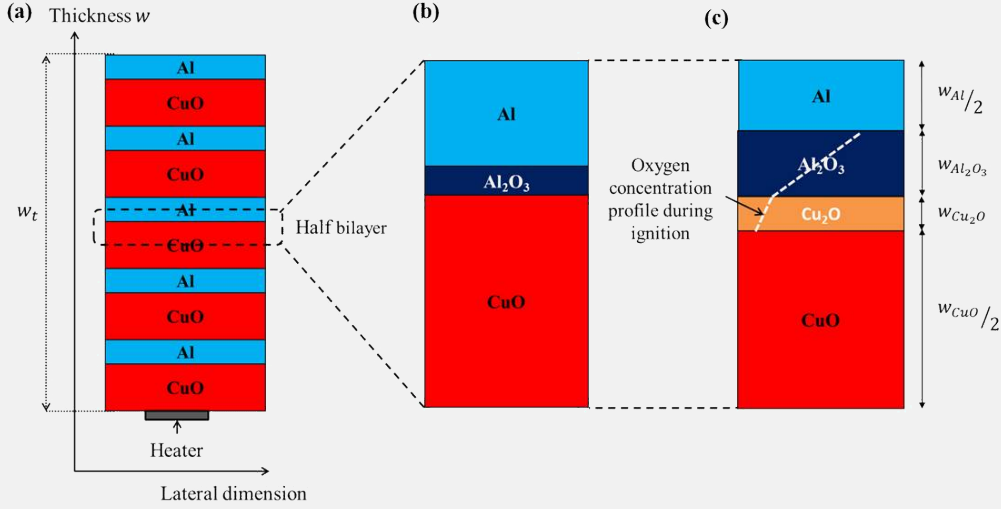 (a)
Thickness w
Al
CuO
Al
CuO
Al
CuO
Al
CuO
Al
CuO
wₜ
Half bilayer
Heater
Lateral dimension
(b)
Al
Al₂O₃
CuO
(c)
Al
Al₂O₃
Cu₂O
CuO
Oxygen
concentration
profile during
ignition
w_Al/2
w_Al₂O₃
w_Cu₂O
w_CuO/2